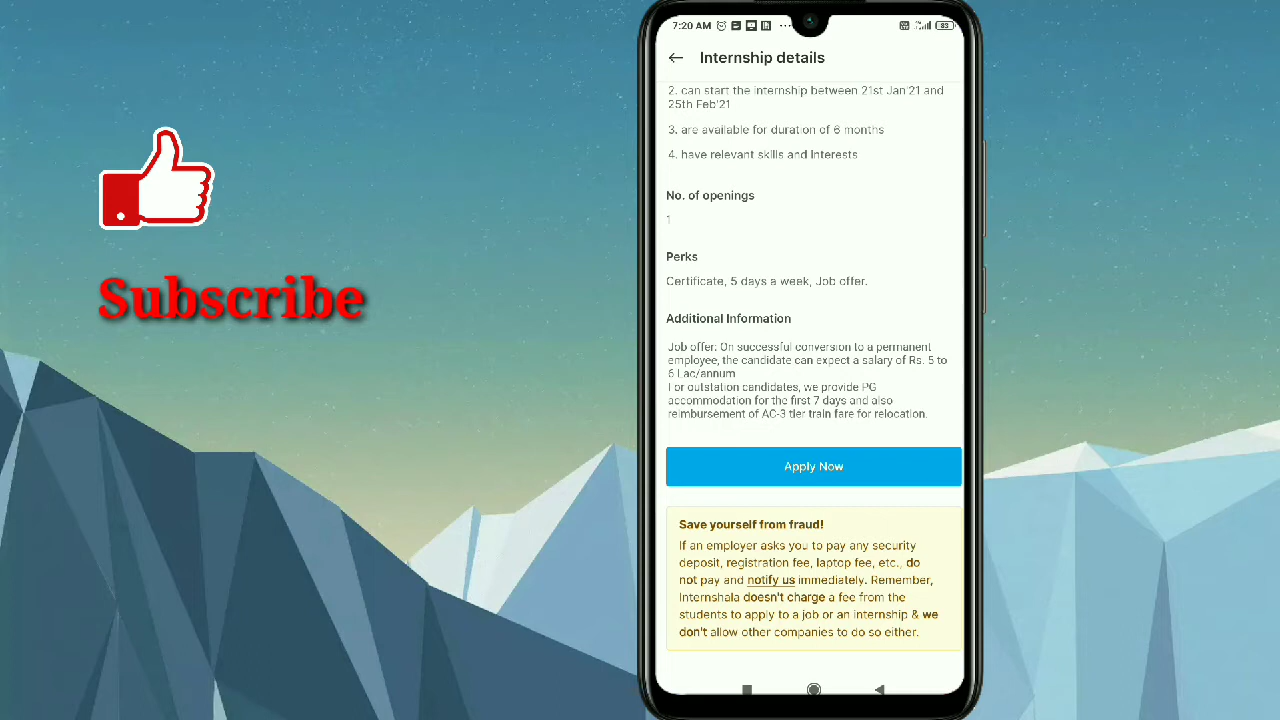 Subscribe
7:20 AM
83
Internship details
2. can start the internship between 21st Jan'21 and
25th Feb'21
3. are available for duration of 6 months
4. have relevant skills and interests
No. of openings
1
Perks
Certificate, 5 days a week, Job offer.
Additional Information
Job offer: On successful conversion to a permanent
employee, the candidate can expect a salary of Rs. 5 to
6 Lac/annum
For outstation candidates, we provide PG
accommodation for the first 7 days and also
reimbursement of AC-3 tier train fare for relocation.
Apply Now
Save yourself from fraud!
If an employer asks you to pay any security
deposit, registration fee, laptop fee, etc., do
not pay and notify us immediately. Remember,
Internshala doesn't charge a fee from the
students to apply to a job or an internship & we
don't allow other companies to do so either.